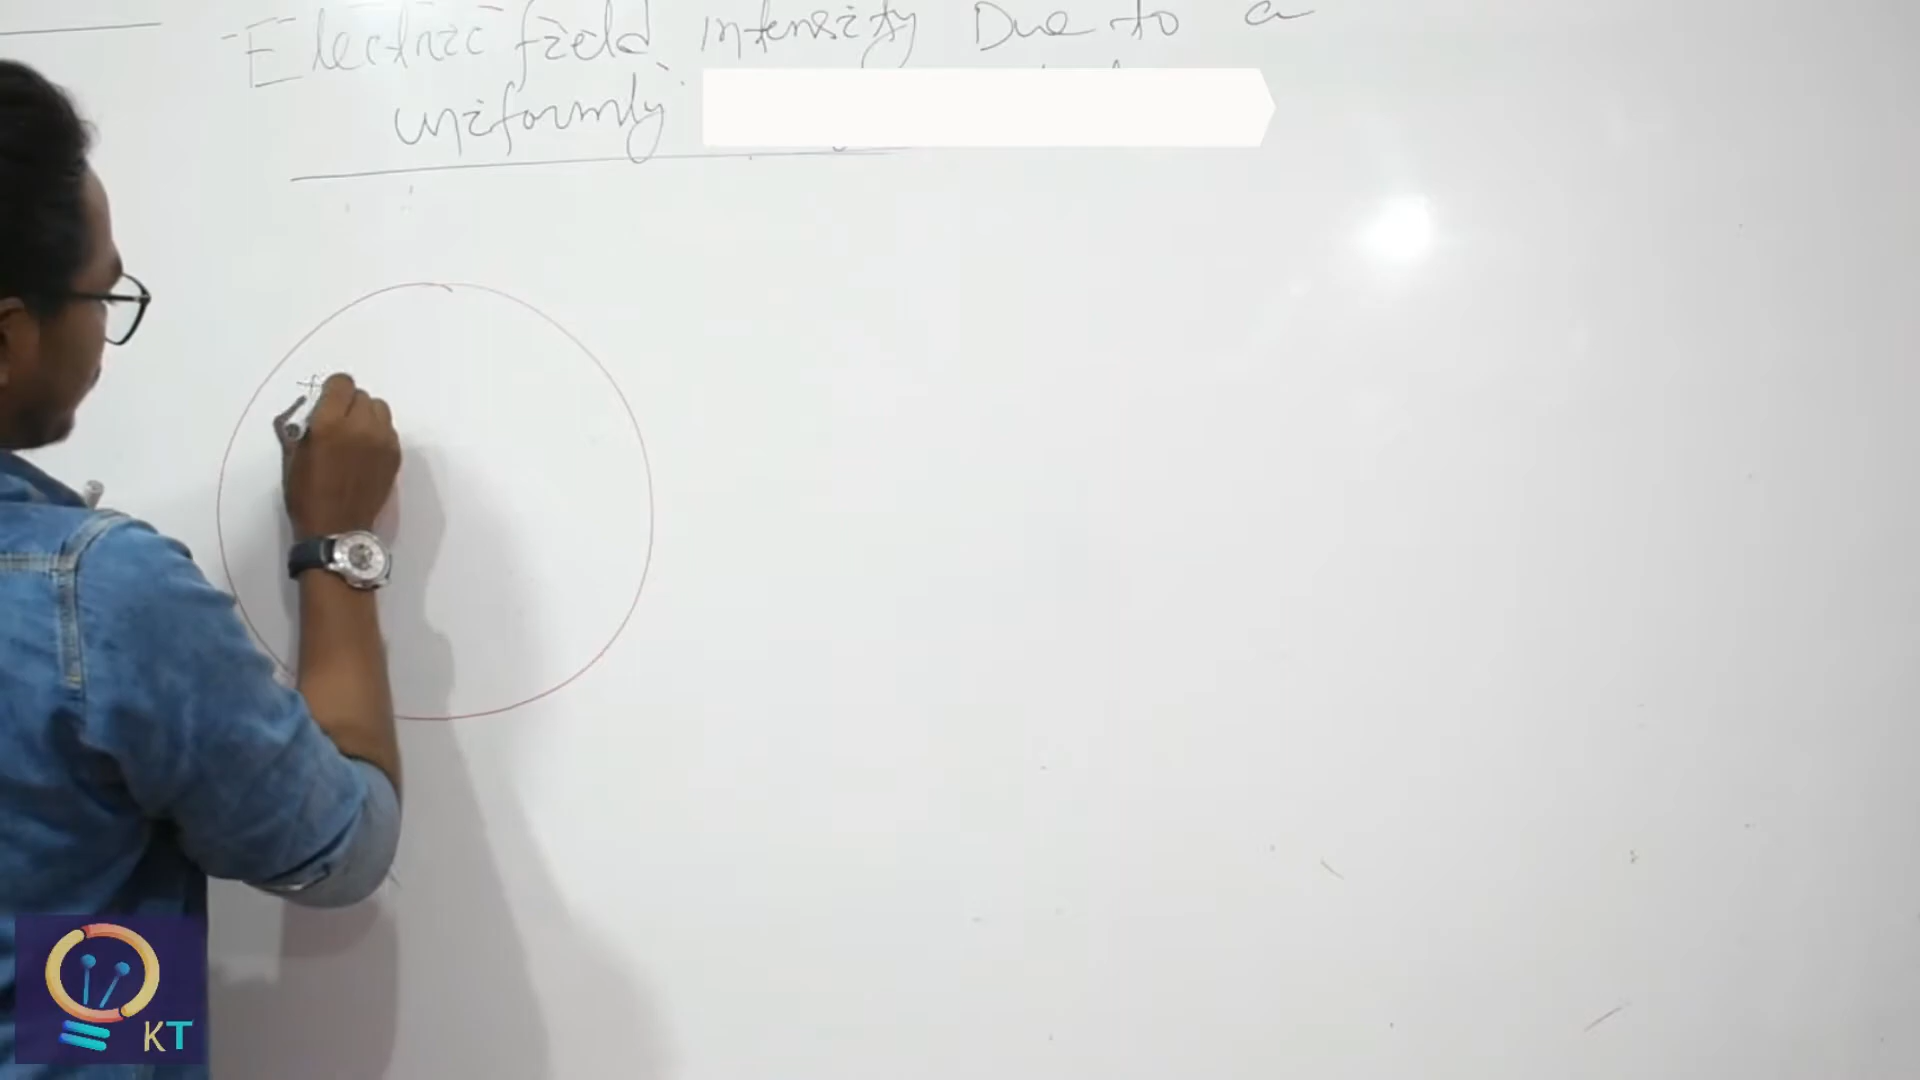 Electric field intensity Due to a
uniformly
+
KT